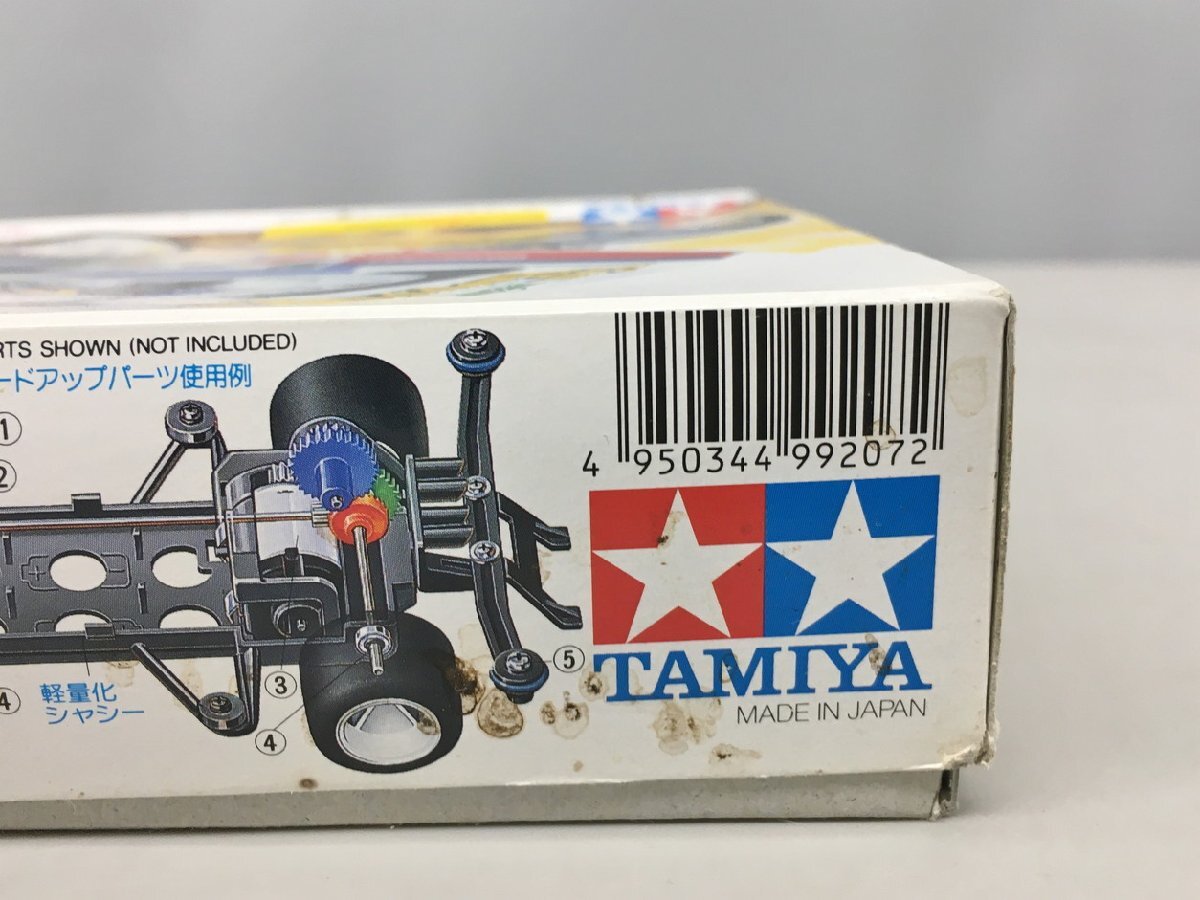 RTS SHOWN (NOT INCLUDED)
ードアップパーツ使用例
①
②
③
④
⑤
④ 軽量化
シャシー
4 950344 992072
TAMIYA
MADE IN JAPAN